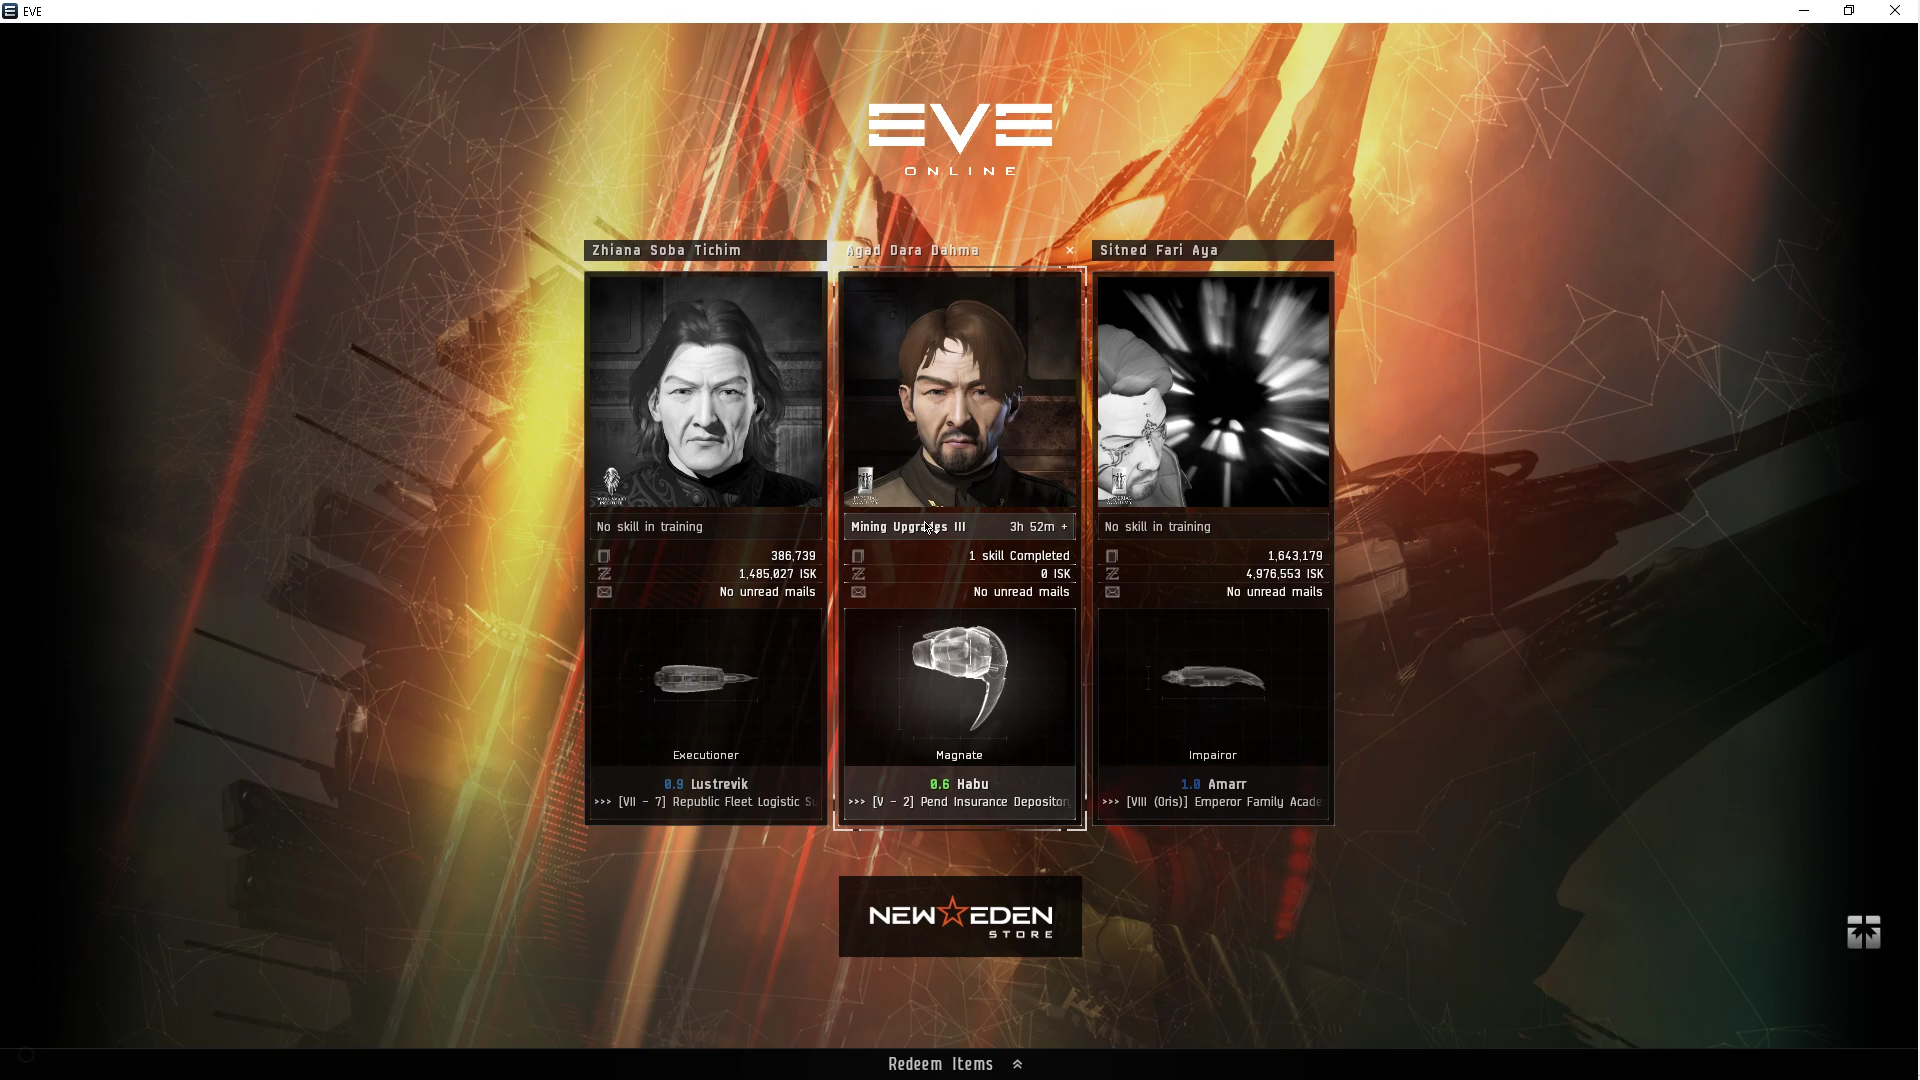 EVE
EVE
ONLINE
Zhiana Soba Tichim
Agad Dara Dahma
Sitned Fari Aya
No skill in training
Mining Upgrades III 3h 52m +
No skill in training
386,739
1 skill Completed
1,643,179
1,485,027 ISK
0 ISK
4,976,553 ISK
No unread mails
No unread mails
No unread mails
Executioner
Magnate
Impairor
0.9 Lustrevik
0.6 Habu
1.0 Amarr
>>> [VII - 7] Republic Fleet Logistic Su
>>> [V - 2] Pend Insurance Depository
>>> [VIII (Oris)] Emperor Family Acade
NEW EDEN
STORE
Redeem Items